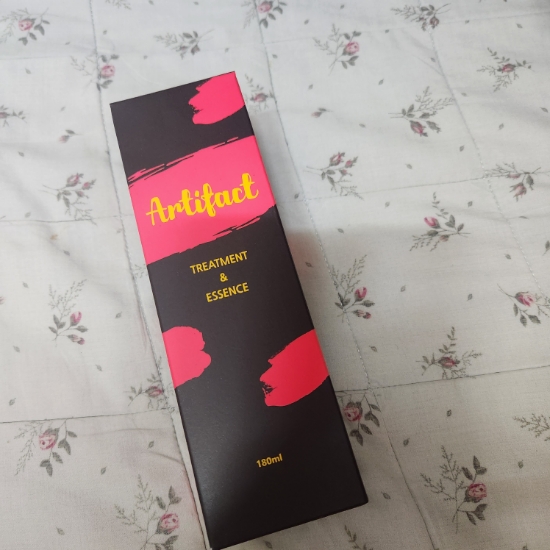 Artifact
TREATMENT
&
ESSENCE
180ml